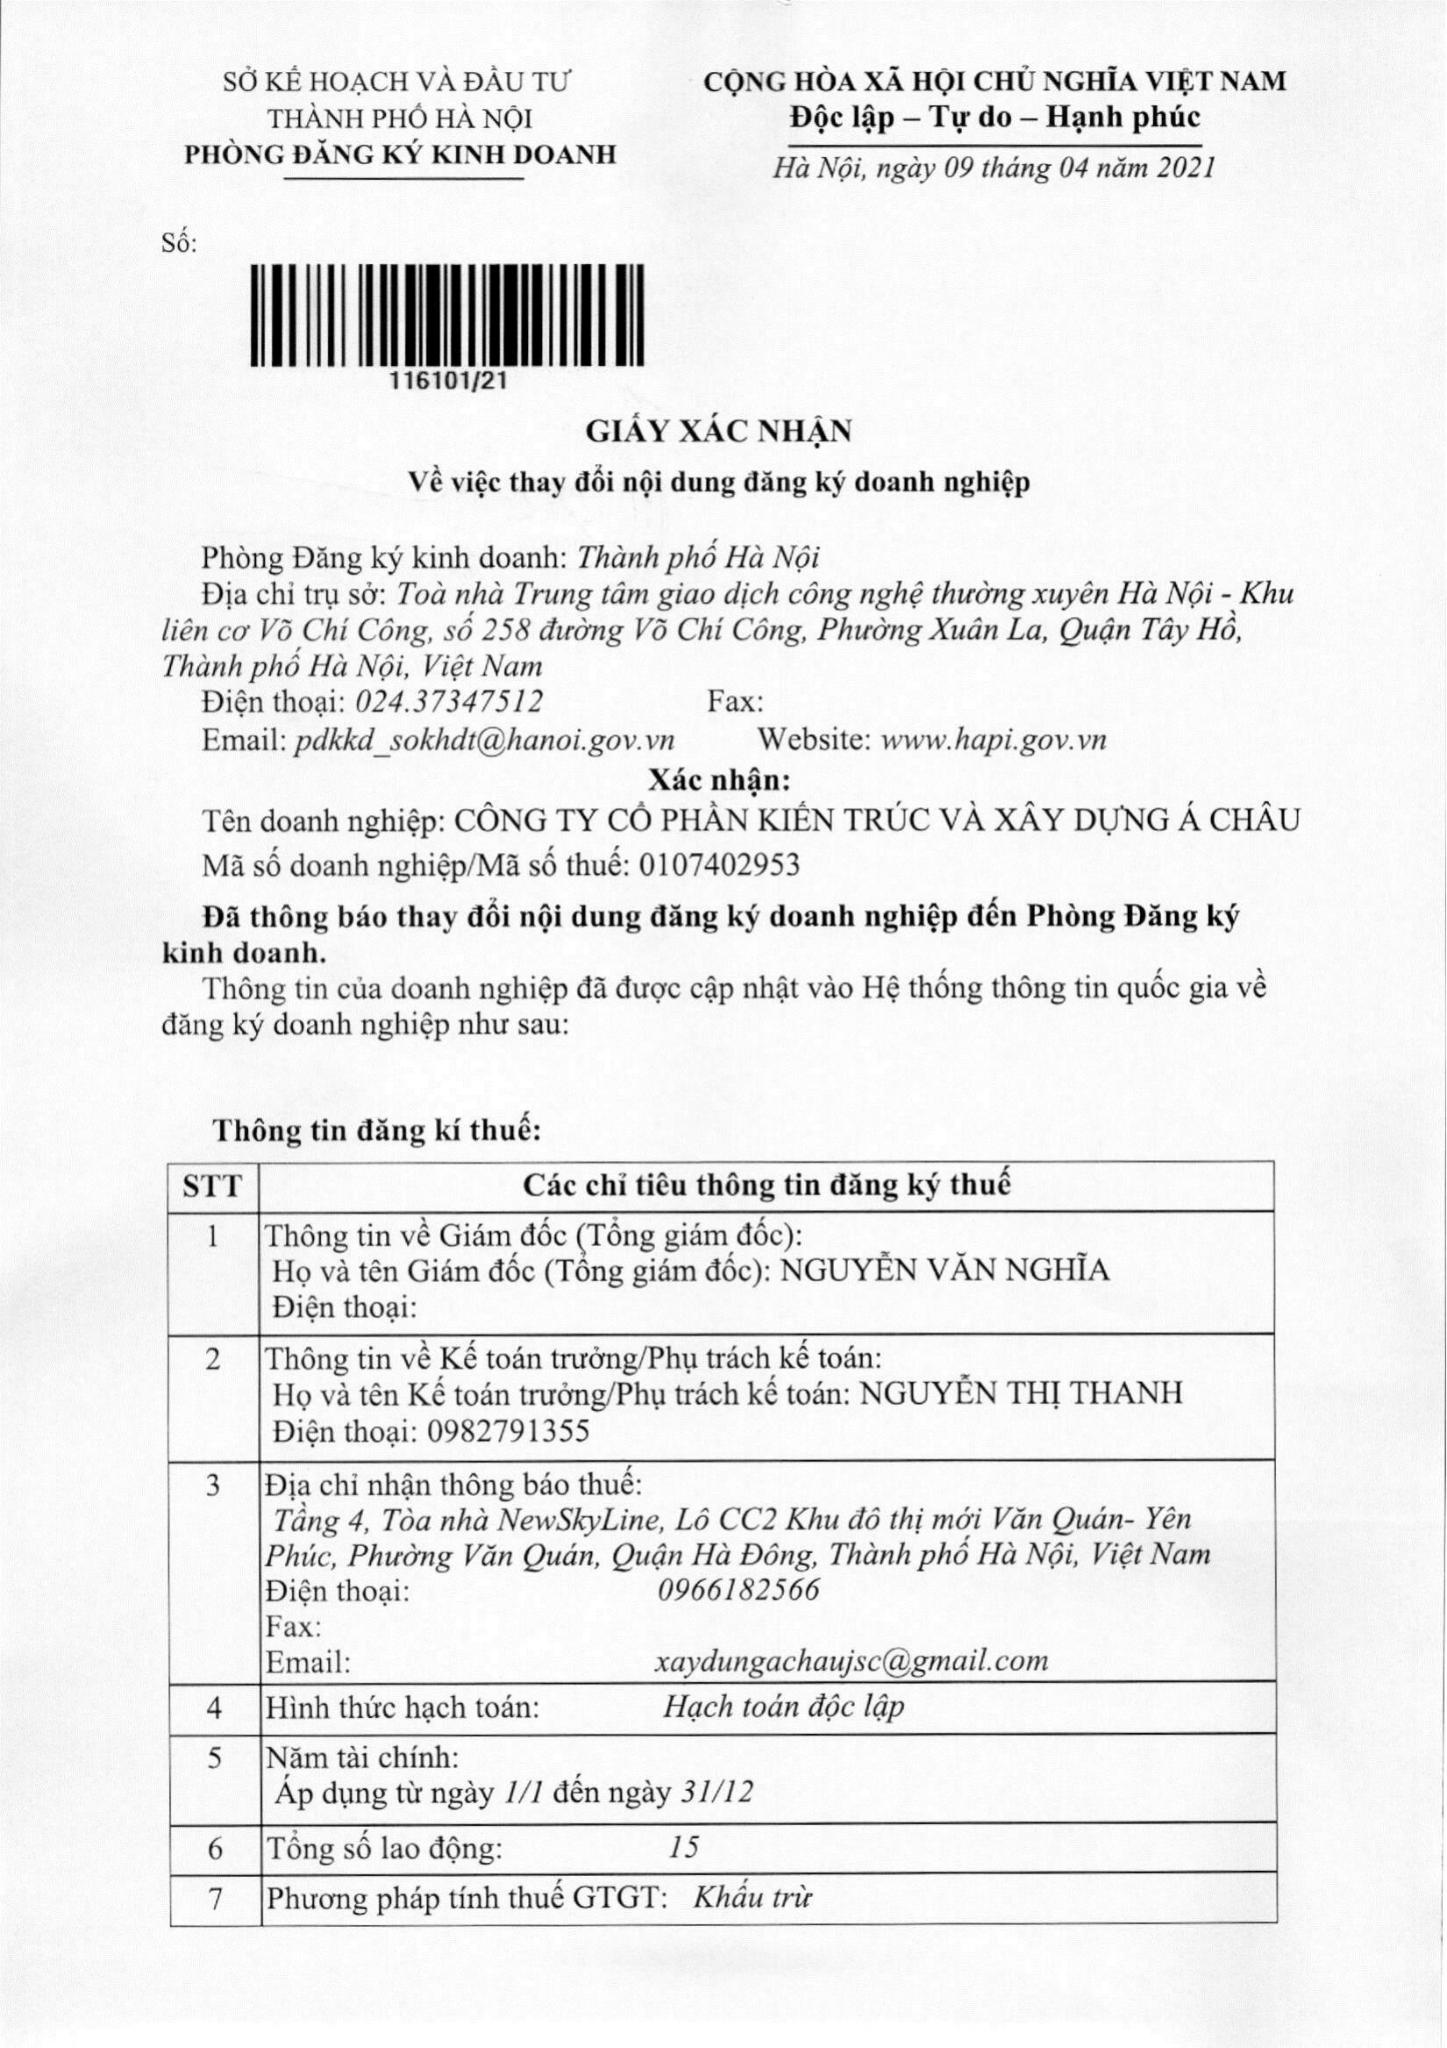 SỞ KẾ HOẠCH VÀ ĐẦU TƯ
THÀNH PHỐ HÀ NỘI
PHÒNG ĐĂNG KÝ KINH DOANH
CỘNG HÒA XÃ HỘI CHỦ NGHĨA VIỆT NAM
Độc lập – Tự do – Hạnh phúc
Hà Nội, ngày 09 tháng 04 năm 2021
Số:
116101/21
GIẤY XÁC NHẬN
Về việc thay đổi nội dung đăng ký doanh nghiệp
Phòng Đăng ký kinh doanh: Thành phố Hà Nội
Địa chỉ trụ sở: Toà nhà Trung tâm giao dịch công nghệ thường xuyên Hà Nội - Khu
liên cơ Võ Chí Công, số 258 đường Võ Chí Công, Phường Xuân La, Quận Tây Hồ,
Thành phố Hà Nội, Việt Nam
Điện thoại: 024.37347512 Fax:
Email: pdkkd_sokhdt@hanoi.gov.vn Website: www.hapi.gov.vn
Xác nhận:
Tên doanh nghiệp: CÔNG TY CỔ PHẦN KIẾN TRÚC VÀ XÂY DỰNG Á CHÂU
Mã số doanh nghiệp/Mã số thuế: 0107402953
Đã thông báo thay đổi nội dung đăng ký doanh nghiệp đến Phòng Đăng ký
kinh doanh.
Thông tin của doanh nghiệp đã được cập nhật vào Hệ thống thông tin quốc gia về
đăng ký doanh nghiệp như sau:
Thông tin đăng kí thuế:
STT Các chỉ tiêu thông tin đăng ký thuế
1 Thông tin về Giám đốc (Tổng giám đốc):
Họ và tên Giám đốc (Tổng giám đốc): NGUYỄN VĂN NGHĨA
Điện thoại:
2 Thông tin về Kế toán trưởng/Phụ trách kế toán:
Họ và tên Kế toán trưởng/Phụ trách kế toán: NGUYỄN THỊ THANH
Điện thoại: 0982791355
3 Địa chỉ nhận thông báo thuế:
Tầng 4, Tòa nhà NewSkyLine, Lô CC2 Khu đô thị mới Văn Quán- Yên
Phúc, Phường Văn Quán, Quận Hà Đông, Thành phố Hà Nội, Việt Nam
Điện thoại: 0966182566
Fax:
Email: xaydungachaujsc@gmail.com
4 Hình thức hạch toán: Hạch toán độc lập
5 Năm tài chính:
Áp dụng từ ngày 1/1 đến ngày 31/12
6 Tổng số lao động: 15
7 Phương pháp tính thuế GTGT: Khấu trừ